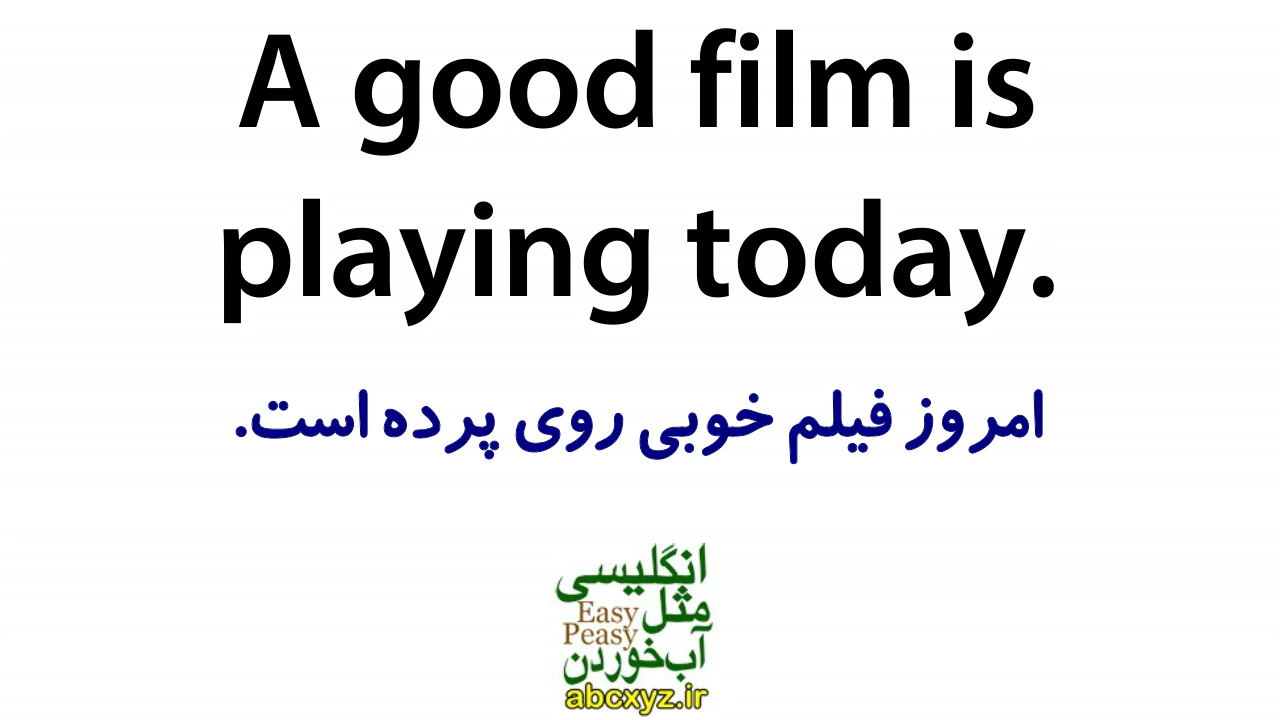 A good film is
playing today.
امروز فیلم خوبی روی پرده است.
انگلیسی
مثل
Easy
Peasy
آب خوردن
abcxyz.ir